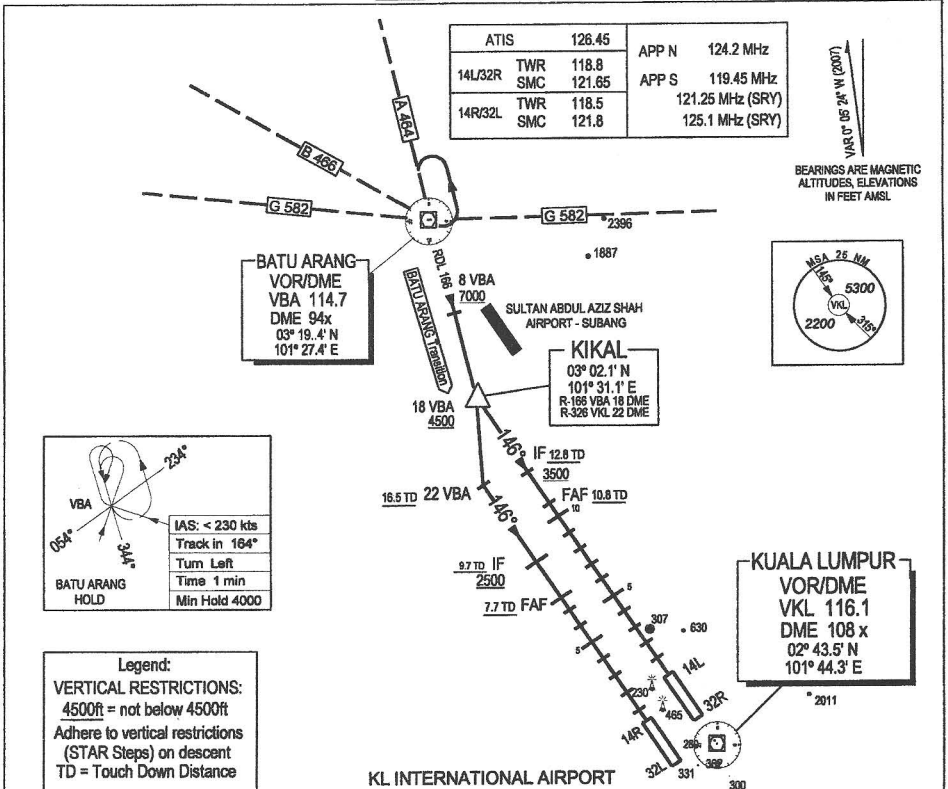 ATIS 126.45
14L/32R TWR 118.8
SMC 121.65
14R/32L TWR 118.5
SMC 121.8
APP N 124.2 MHz
APP S 119.45 MHz
121.25 MHz (SRY)
125.1 MHz (SRY)
VAR 0° 05' 24" W (2007)
BEARINGS ARE MAGNETIC
ALTITUDES, ELEVATIONS
IN FEET AMSL
A 464
B 466
G 582
G 582
2396
1887
MSA 25 NM
145°
5300
VKL
2200
315°
BATU ARANG
VOR/DME
VBA 114.7
DME 94x
03° 19..4' N
101° 27.4' E
RDL 166
8 VBA
7000
BATU ARANG Transition
SULTAN ABDUL AZIZ SHAH
AIRPORT - SUBANG
KIKAL
03° 02.1' N
101° 31.1' E
R-166 VBA 18 DME
R-326 VKL 22 DME
18 VBA
4500
146°
IF 12.8 TD
3500
FAF 10.8 TD
10
5
16.5 TD 22 VBA
146°
9.7 TD IF
2500
7.7 TD FAF
5
234°
VBA
054°
344°
BATU ARANG
HOLD
IAS: < 230 kts
Track in 164°
Turn Left
Time 1 min
Min Hold 4000
KUALA LUMPUR
VOR/DME
VKL 116.1
DME 108 x
02° 43.5' N
101° 44.3' E
307
630
14L
32R
230
465
14R
32L
2011
331
300
Legend:
VERTICAL RESTRICTIONS:
4500ft = not below 4500ft
Adhere to vertical restrictions
(STAR Steps) on descent
TD = Touch Down Distance
KL INTERNATIONAL AIRPORT